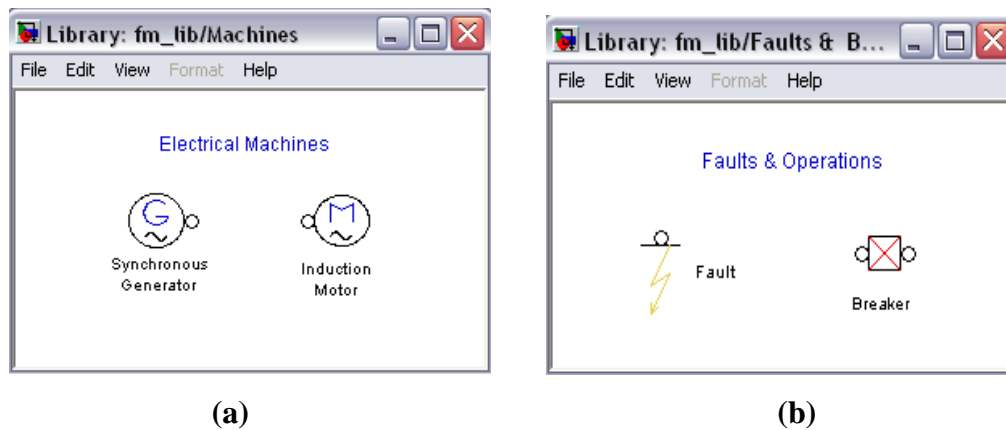 Library: fm_lib/Machines
File Edit View Format Help
Electrical Machines
G
Synchronous
Generator
M
Induction
Motor
(a)
Library: fm_lib/Faults & B...
File Edit View Format Help
Faults & Operations
Fault
Breaker
(b)